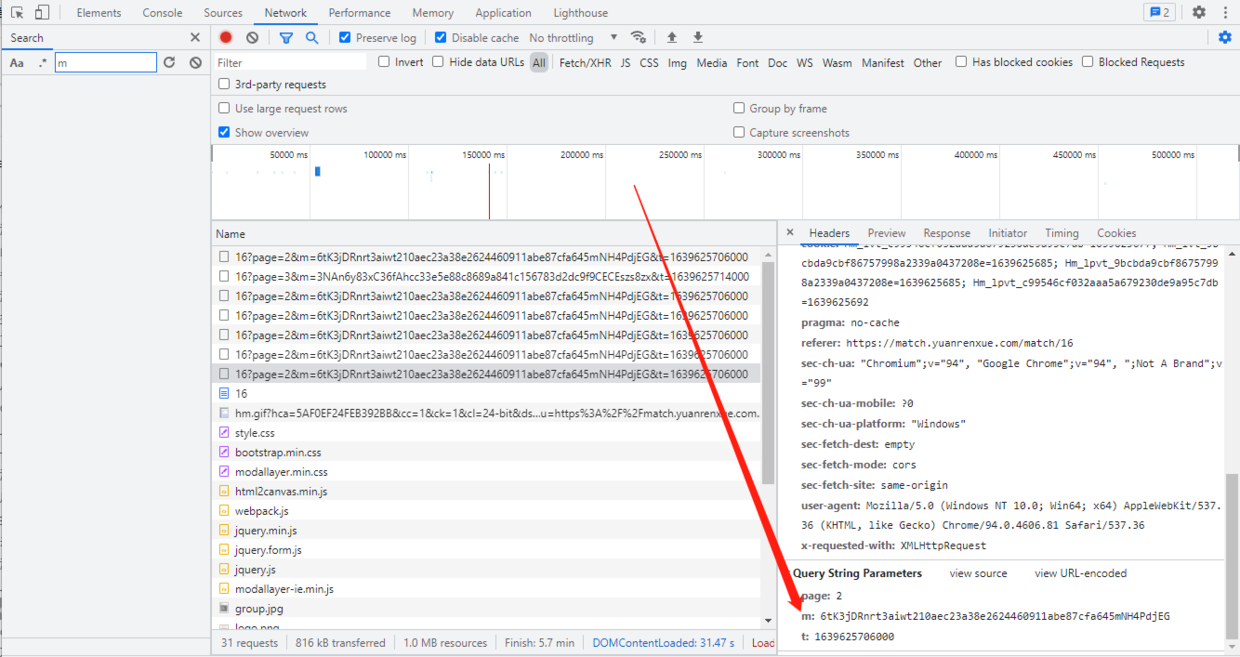 Elements Console Sources Network Performance Memory Application Lighthouse 2
Search
Preserve log Disable cache No throttling
Aa .* m
Filter Invert Hide data URLs All Fetch/XHR JS CSS Img Media Font Doc WS Wasm Manifest Other Has blocked cookies Blocked Requests
3rd-party requests
Use large request rows Group by frame
Show overview Capture screenshots
50000 ms 100000 ms 150000 ms 200000 ms 250000 ms 300000 ms 350000 ms 400000 ms 450000 ms 500000 ms
Name
16?page=2&m=6tK3jDRnrt3aiwt210aec23a38e2624460911abe87cfa645mNH4PdjEG&t=1639625706000
16?page=3&m=3NAn6y83xC36fAhcc33e5e88c8689a841c156783d2dc9f9CECEszs8zx&t=1639625714000
16?page=2&m=6tK3jDRnrt3aiwt210aec23a38e2624460911abe87cfa645mNH4PdjEG&t=1639625706000
16?page=2&m=6tK3jDRnrt3aiwt210aec23a38e2624460911abe87cfa645mNH4PdjEG&t=1639625706000
16?page=2&m=6tK3jDRnrt3aiwt210aec23a38e2624460911abe87cfa645mNH4PdjEG&t=1639625706000
16?page=2&m=6tK3jDRnrt3aiwt210aec23a38e2624460911abe87cfa645mNH4PdjEG&t=1639625706000
16?page=2&m=6tK3jDRnrt3aiwt210aec23a38e2624460911abe87cfa645mNH4PdjEG&t=1639625706000
16
hm.gif?hca=5AF0EF24FEB392BB&cc=1&ck=1&cl=24-bit&ds...u=https%3A%2F%2Fmatch.yuanrenxue.com.
style.css
bootstrap.min.css
modallayer.min.css
html2canvas.min.js
webpack.js
jquery.min.js
jquery.form.js
jquery.js
modallayer-ie.min.js
group.jpg
logo.png
31 requests 816 kB transferred 1.0 MB resources Finish: 5.7 min DOMContentLoaded: 31.47 s Load
Headers Preview Response Initiator Timing Cookies
cbda9cbf86757998a2339a0437208e=1639625685; Hm_lpvt_9bcbda9cbf8675799
8a2339a0437208e=1639625685; Hm_lpvt_c99546cf032aaa5a679230de9a95c7db
=1639625692
pragma: no-cache
referer: https://match.yuanrenxue.com/match/16
sec-ch-ua: "Chromium";v="94", "Google Chrome";v="94", ";Not A Brand";v
="99"
sec-ch-ua-mobile: ?0
sec-ch-ua-platform: "Windows"
sec-fetch-dest: empty
sec-fetch-mode: cors
sec-fetch-site: same-origin
user-agent: Mozilla/5.0 (Windows NT 10.0; Win64; x64) AppleWebKit/537.
36 (KHTML, like Gecko) Chrome/94.0.4606.81 Safari/537.36
x-requested-with: XMLHttpRequest
Query String Parameters view source view URL-encoded
page: 2
m: 6tK3jDRnrt3aiwt210aec23a38e2624460911abe87cfa645mNH4PdjEG
t: 1639625706000